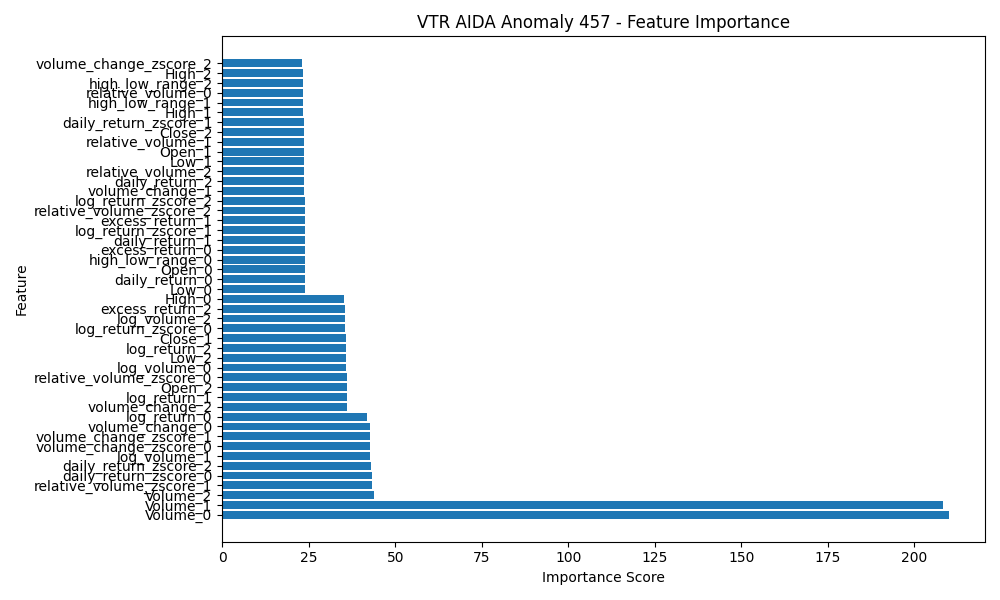 VTR AIDA Anomaly 457 - Feature Importance
volume_change_zscore_2
High_2
high_low_range_2
relative_volume_0
high_low_range_1
High_1
daily_return_zscore_1
Close_2
relative_volume_1
Open_1
Low_1
relative_volume_2
daily_return_2
volume_change_1
log_return_zscore_2
relative_volume_zscore_2
excess_return_1
log_return_zscore_1
daily_return_1
excess_return_0
high_low_range_0
Open_0
daily_return_0
Low_0
High_0
excess_return_2
log_volume_2
log_return_zscore_0
Close_1
log_return_2
Low_2
log_volume_0
relative_volume_zscore_0
Open_2
log_return_1
volume_change_2
log_return_0
volume_change_0
volume_change_zscore_1
volume_change_zscore_0
log_volume_1
daily_return_zscore_2
daily_return_zscore_0
relative_volume_zscore_1
Volume_2
Volume_1
Volume_0
Feature
0 25 50 75 100 125 150 175 200
Importance Score